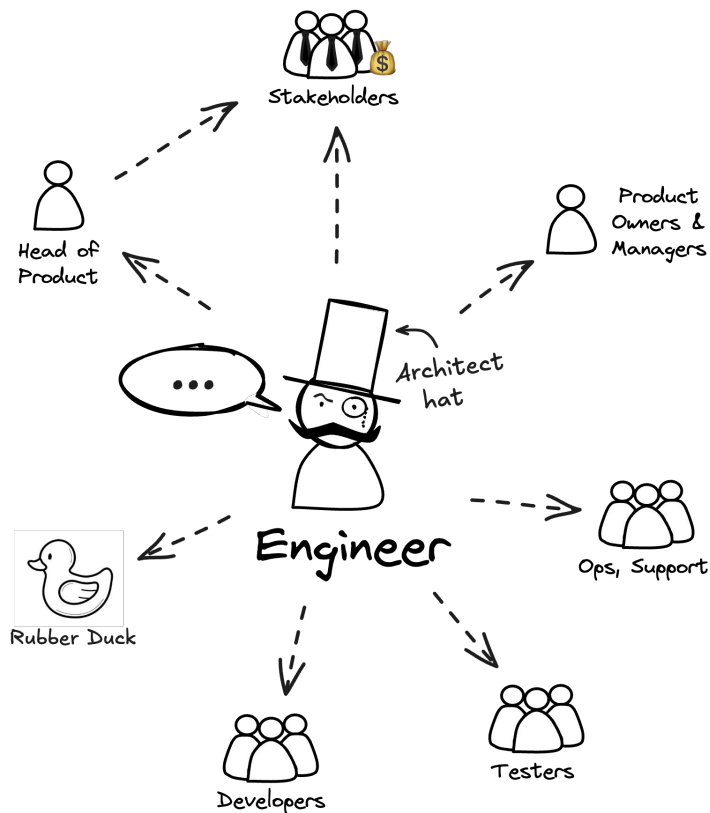 $
Stakeholders
Head of
Product
Product
Owners &
Managers
Architect
hat
...
Engineer
Ops, Support
Rubber Duck
Testers
Developers